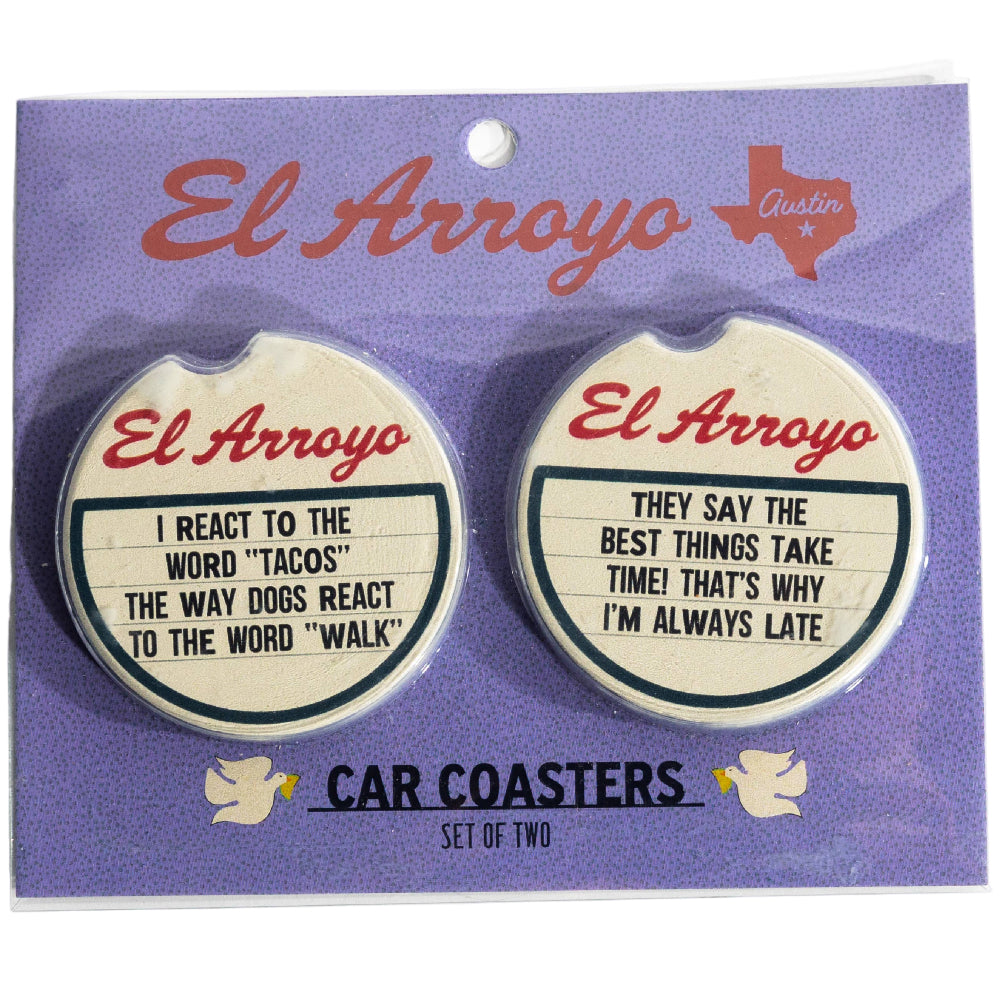 El Arroyo
Austin
El Arroyo
I REACT TO THE
WORD "TACOS"
THE WAY DOGS REACT
TO THE WORD "WALK"
El Arroyo
THEY SAY THE
BEST THINGS TAKE
TIME! THAT'S WHY
I'M ALWAYS LATE
CAR COASTERS
SET OF TWO